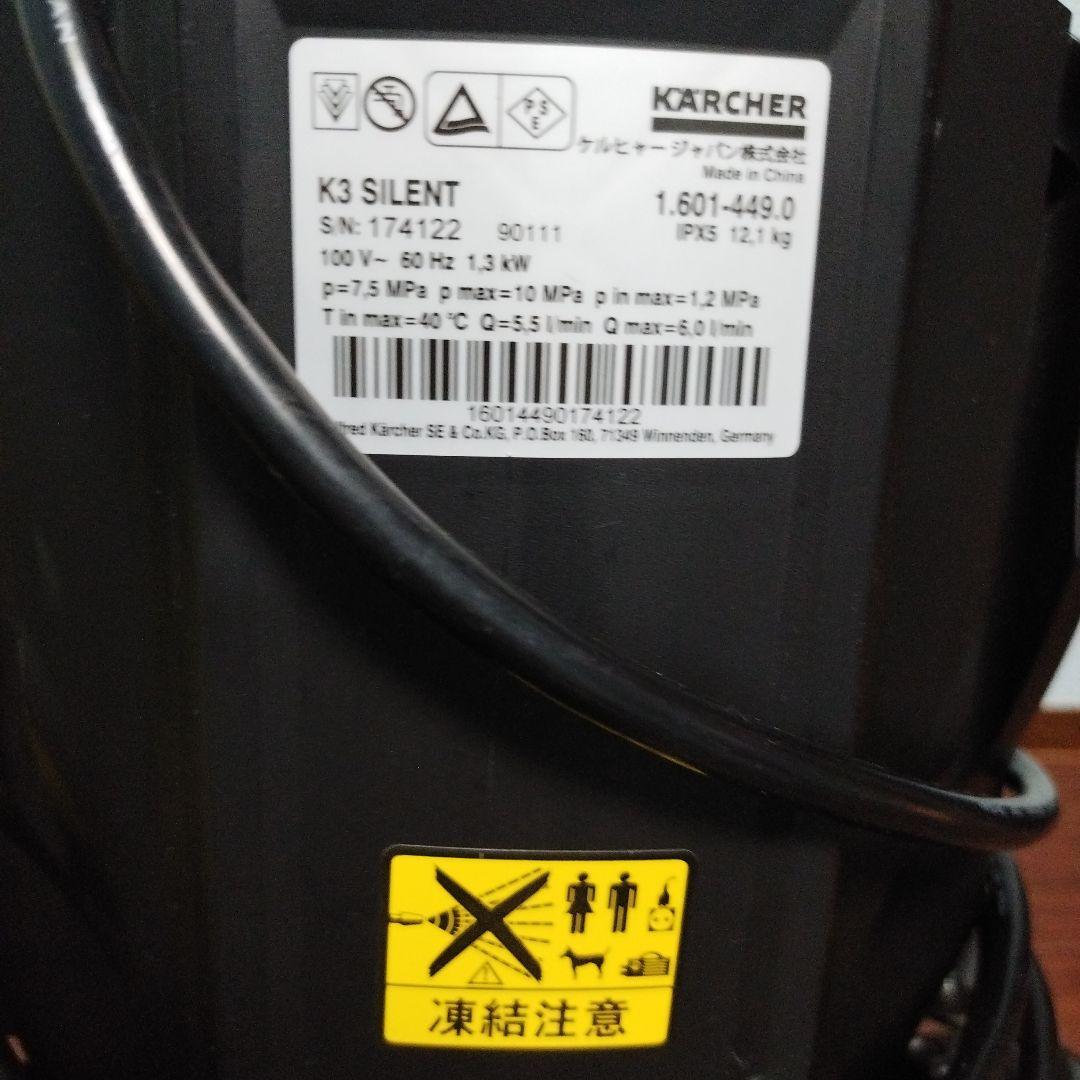 AN
PSE
KÄRCHER
ケルヒャー ジャパン株式会社
Made in China
K3 SILENT 1.601-449.0
S/N: 174122 90111 IPX5 12,1 kg
100 V~ 60 Hz 1,3 kW
p=7,5 MPa p max=10 MPa p in max=1,2 MPa
T in max=40 °C Q=5,5 l/min Q max=6,0 l/min
16014490174122
lfred Kärcher SE & Co.KG, P.O.Box 160, 71349 Winnenden, Germany
凍結注意